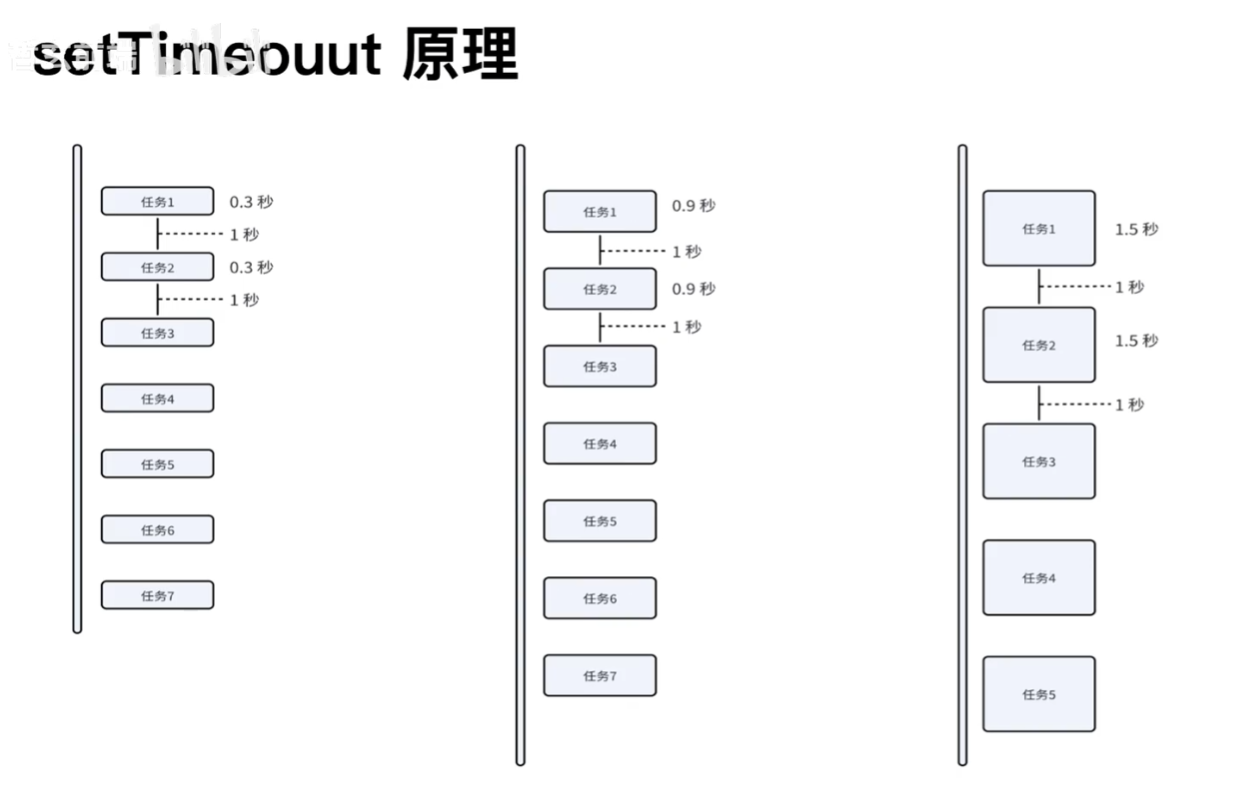 setTimeouut 原理
任务1
0.3 秒
1 秒
任务2
0.3 秒
1 秒
任务3
任务4
任务5
任务6
任务7
任务1
0.9 秒
1 秒
任务2
0.9 秒
1 秒
任务3
任务4
任务5
任务6
任务7
任务1
1.5 秒
1 秒
任务2
1.5 秒
1 秒
任务3
任务4
任务5